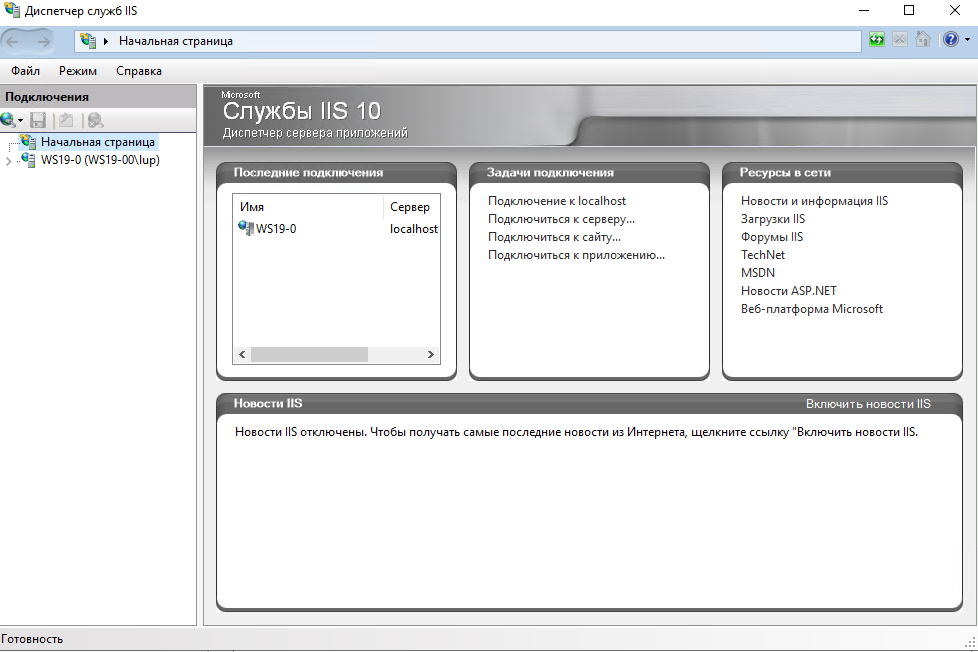 Диспетчер служб IIS
Начальная страница
Файл Режим Справка
Подключения
Начальная страница
WS19-0 (WS19-00\lup)
Microsoft
Службы IIS 10
Диспетчер сервера приложений
Последние подключения
Имя Сервер
WS19-0 localhost
Задачи подключения
Подключение к localhost
Подключиться к серверу...
Подключиться к сайту...
Подключиться к приложению...
Ресурсы в сети
Новости и информация IIS
Загрузки IIS
Форумы IIS
TechNet
MSDN
Новости ASP.NET
Веб-платформа Microsoft
Новости IIS Включить новости IIS
Новости IIS отключены. Чтобы получать самые последние новости из Интернета, щелкните ссылку "Включить новости IIS.
Готовность